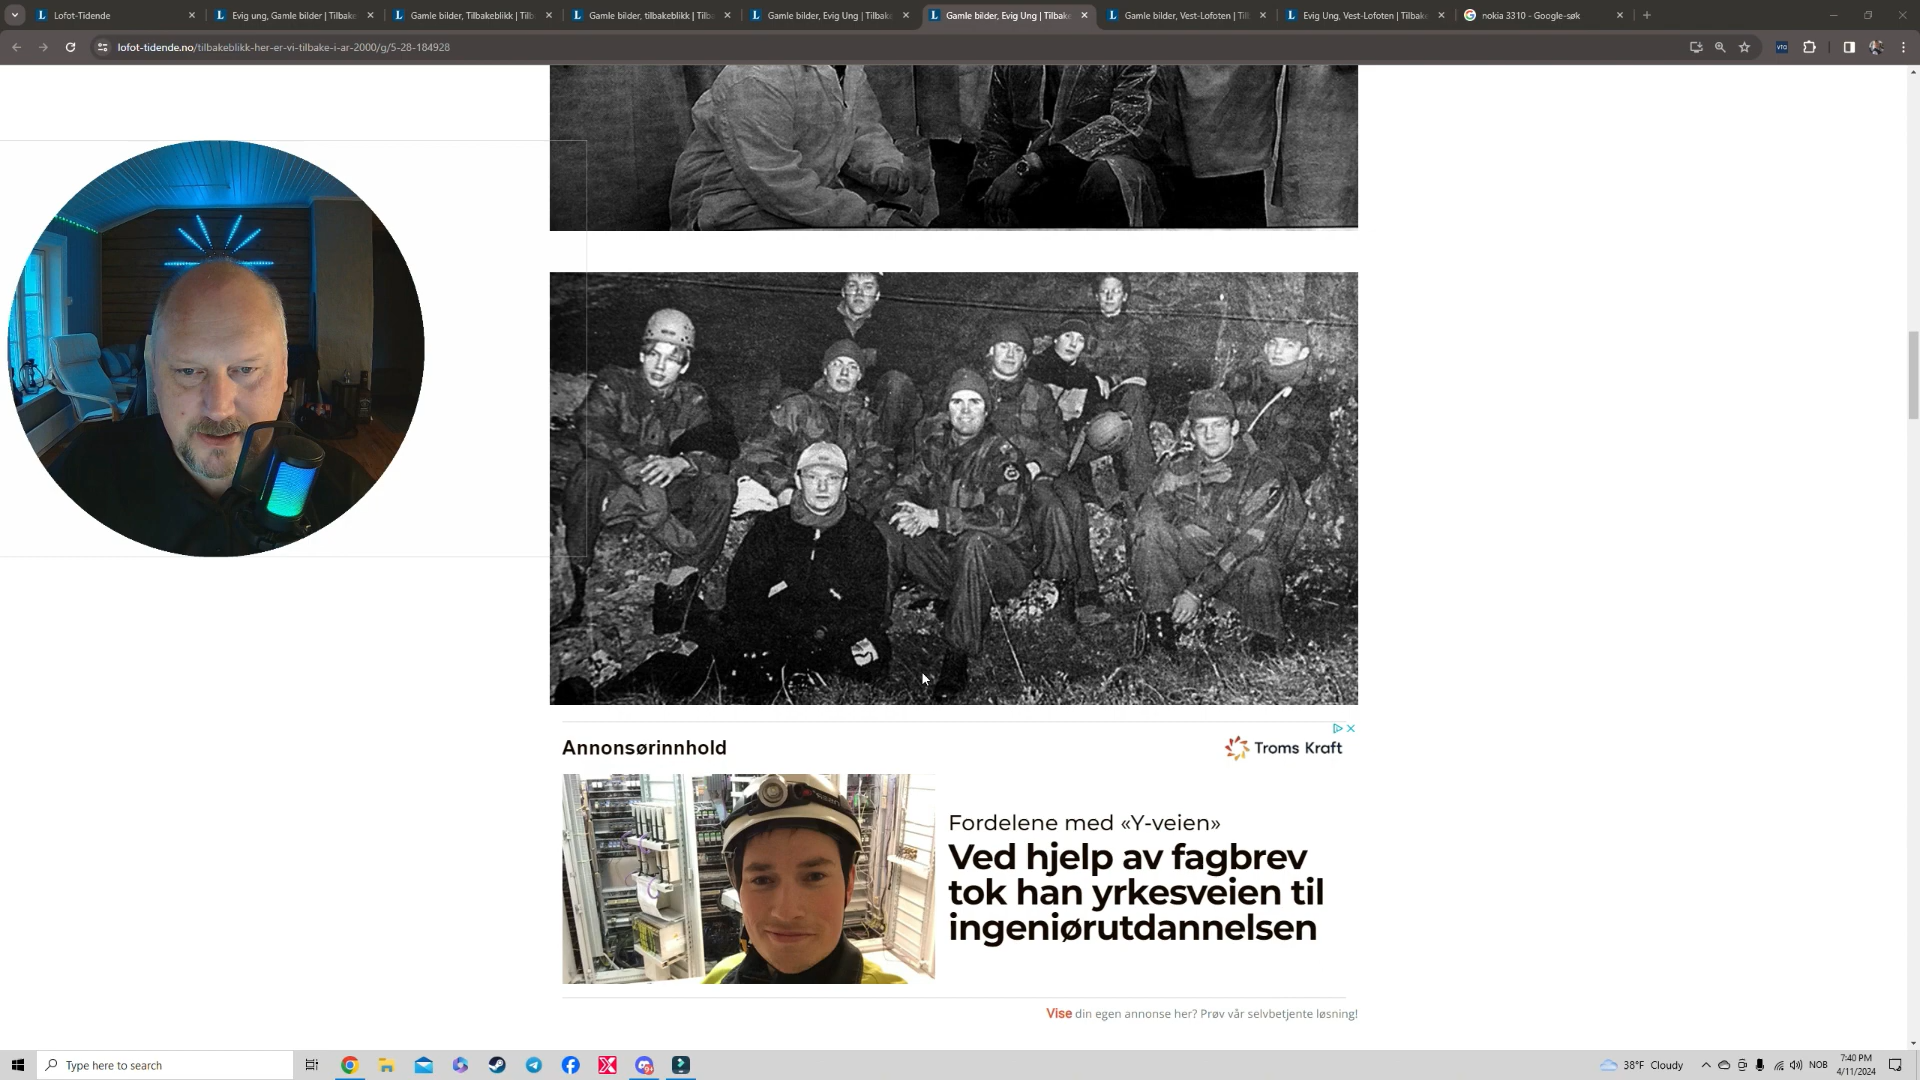 Lofot-Tidende
Evig ung, Gamle bilder | Tilbake
Gamle bilder, Tilbakeblikk | Tilb
Gamle bilder, tilbakeblikk | Tilb
Gamle bilder, Evig Ung | Tilbak
Gamle bilder, Evig Ung | Tilbake
Gamle bilder, Vest-Lofoten | Til
Evig Ung, Vest-Lofoten | Tilbake
nokia 3310 - Google-søk
lofot-tidende.no/tilbakeblikk-her-er-vi-tilbake-i-ar-2000/g/5-28-184928
Annonsørinnhold
Troms Kraft
Fordelene med «Y-veien»
Ved hjelp av fagbrev
tok han yrkesveien til
ingeniørutdannelsen
Vise din egen annonse her? Prøv vår selvbetjente løsning!
Type here to search
38°F Cloudy
NOB
7:40 PM
4/11/2024